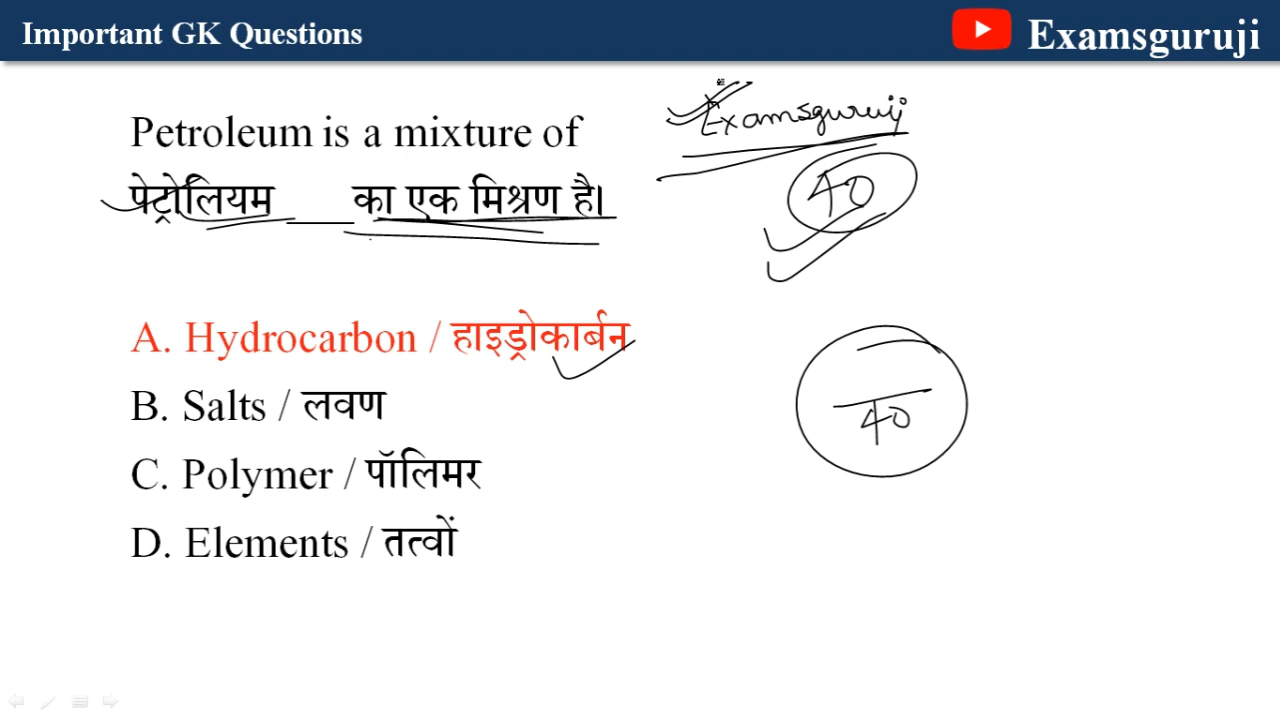 Important GK Questions
Examsguruji
Petroleum is a mixture of
Examsguruji
पेट्रोलियम ____ का एक मिश्रण है।
40
A. Hydrocarbon / हाइड्रोकार्बन
B. Salts / लवण
40
C. Polymer / पॉलिमर
D. Elements / तत्वों